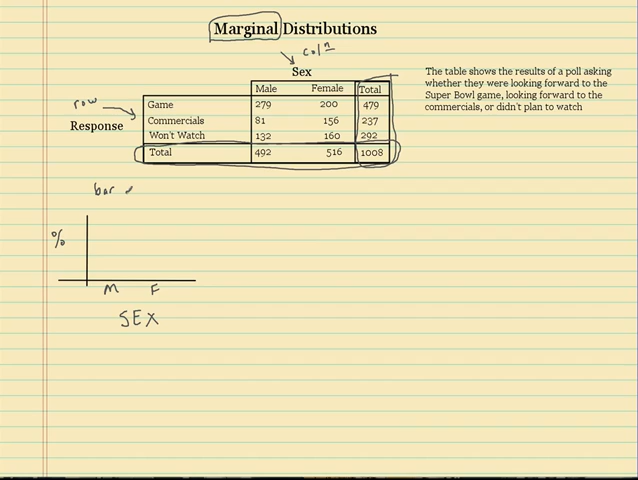 Marginal Distributions
col'n
Sex
Male Female Total
row
Response
Game 279 200 479
Commercials 81 156 237
Won't Watch 132 160 292
Total 492 516 1008
The table shows the results of a poll asking
whether they were looking forward to the
Super Bowl game, looking forward to the
commercials, or didn't plan to watch
bar
%
M F
SEX